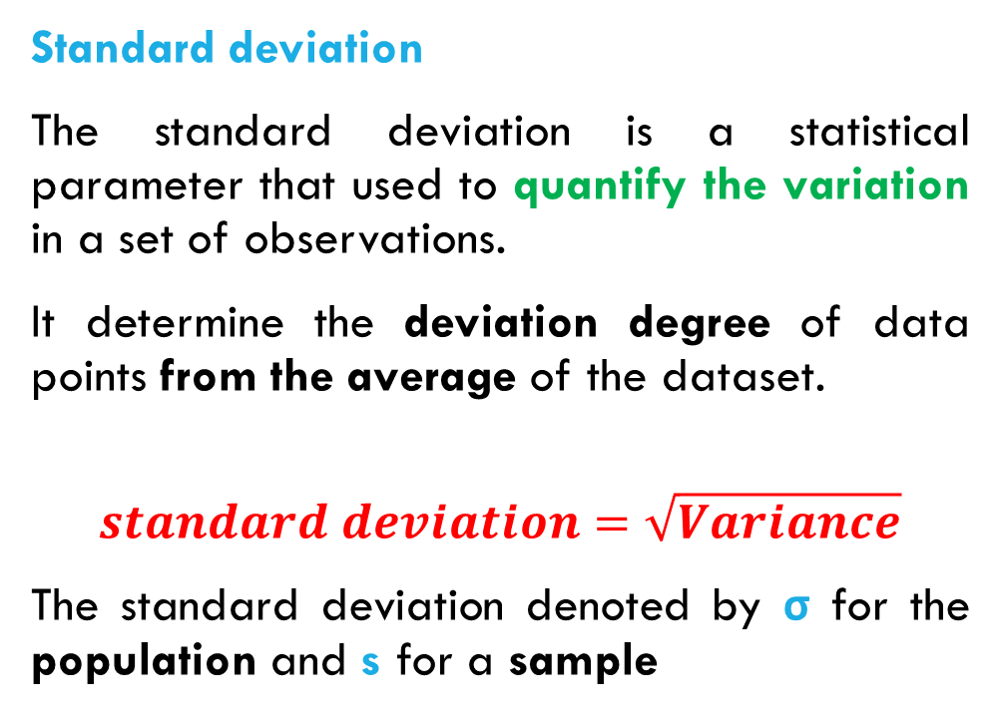 Standard deviation
The standard deviation is a statistical
parameter that used to quantify the variation
in a set of observations.
It determine the deviation degree of data
points from the average of the dataset.
standard deviation = √Variance
The standard deviation denoted by σ for the
population and s for a sample